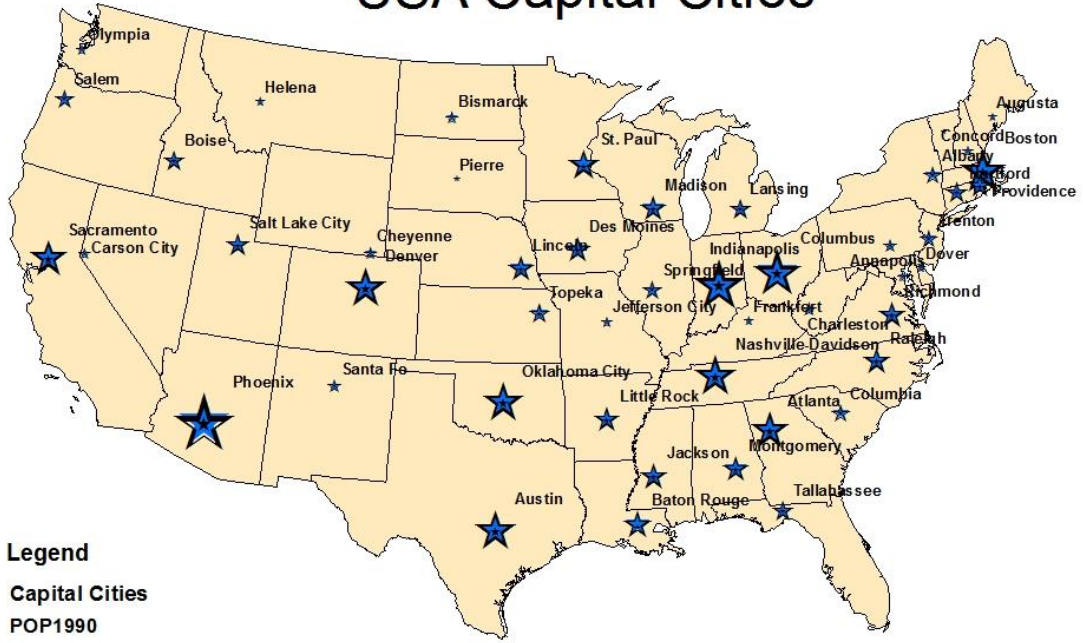 USA Capital Cities
Olympia
Salem
Helena
Bismarck
Boise
Pierre
St. Paul
Augusta
Concord
Boston
Albany
Hartford
Providence
Madison
Lansing
Trenton
Sacramento
Carson City
Salt Lake City
Cheyenne
Denver
Lincoln
Des Moines
Indianapolis
Columbus
Annapolis
Dover
Springfield
Topeka
Jefferson City
Frankfort
Richmond
Charleston
Nashville-Davidson
Raleigh
Phoenix
Santa Fe
Oklahoma City
Little Rock
Atlanta
Columbia
Montgomery
Jackson
Austin
Baton Rouge
Tallahassee
Legend
Capital Cities
POP1990